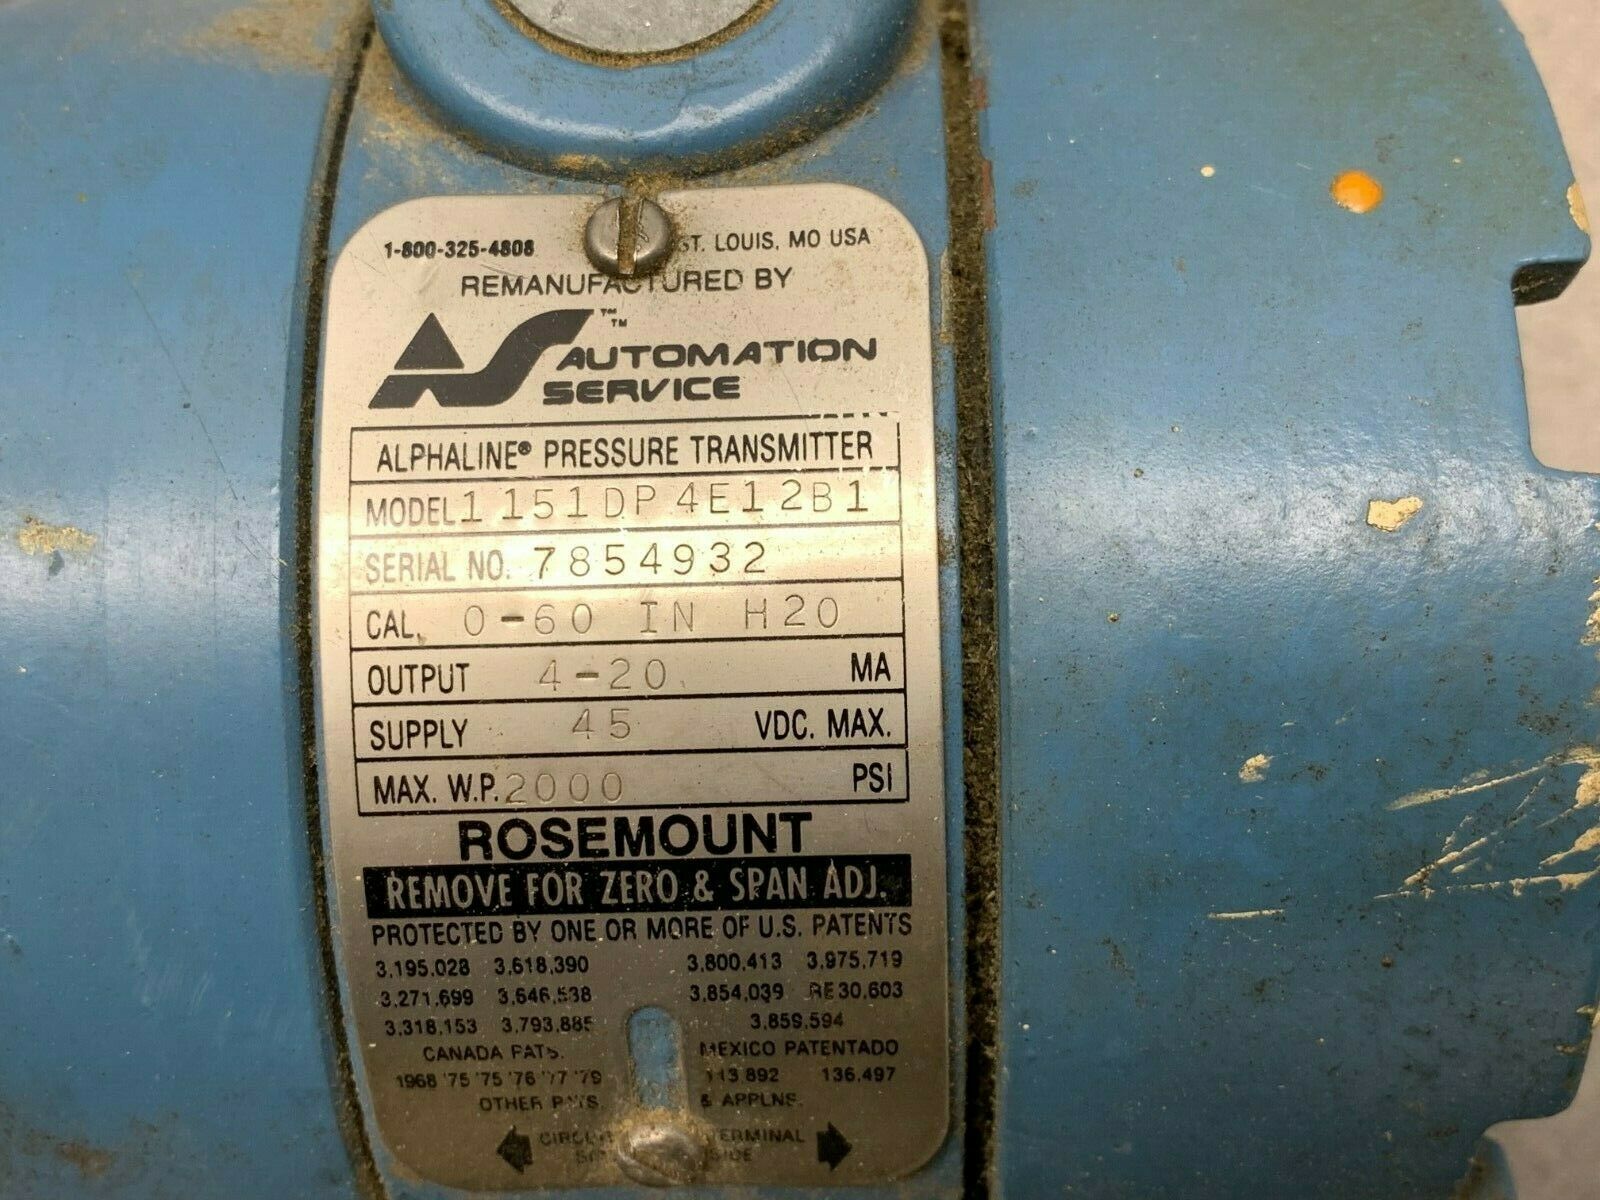 1-800-325-4808 ST. LOUIS, MO USA
REMANUFACTURED BY
AS ™ ™ AUTOMATION
SERVICE
ALPHALINE® PRESSURE TRANSMITTER
MODEL 1151DP4E12B1
SERIAL NO. 7854932
CAL. 0-60 IN H20
OUTPUT 4-20 MA
SUPPLY 45 VDC. MAX.
MAX. W.P. 2000 PSI
ROSEMOUNT
REMOVE FOR ZERO & SPAN ADJ.
PROTECTED BY ONE OR MORE OF U.S. PATENTS
3,195,028 3,618,390 3,800,413 3,975,719
3,271,699 3,646,538 3,854,039 RE30,603
3,318,153 3,793,885 3,859,594
CANADA PATS. MEXICO PATENTADO
1968 '75 '75 '76 '77 '79 113,892 136,497
OTHER PATS. & APPLNS.
TERMINAL
SIDE